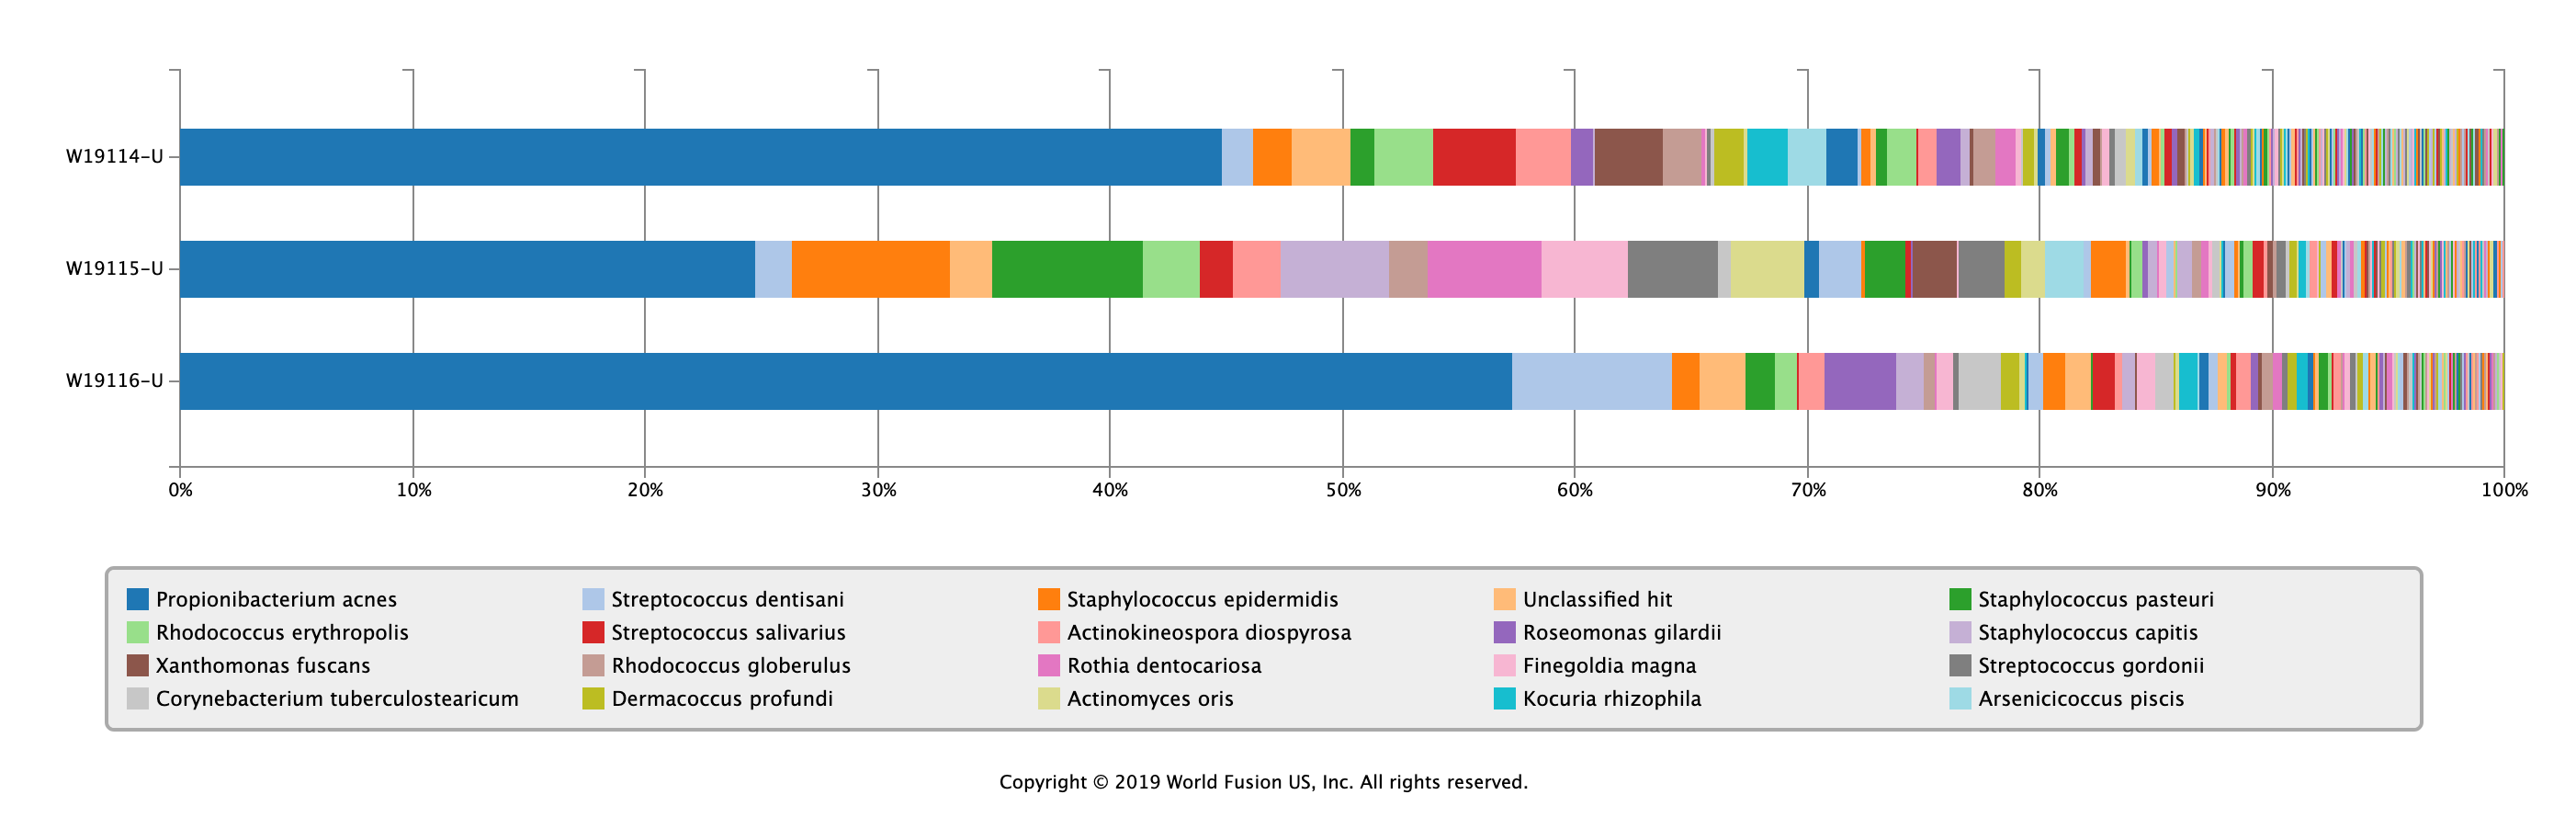 W19114-U
W19115-U
W19116-U
0% 10% 20% 30% 40% 50% 60% 70% 80% 90% 100%
Propionibacterium acnes Streptococcus dentisani Staphylococcus epidermidis Unclassified hit Staphylococcus pasteuri
Rhodococcus erythropolis Streptococcus salivarius Actinokineospora diospyrosa Roseomonas gilardii Staphylococcus capitis
Xanthomonas fuscans Rhodococcus globerulus Rothia dentocariosa Finegoldia magna Streptococcus gordonii
Corynebacterium tuberculostearicum Dermacoccus profundi Actinomyces oris Kocuria rhizophila Arsenicicoccus piscis
Copyright © 2019 World Fusion US, Inc. All rights reserved.